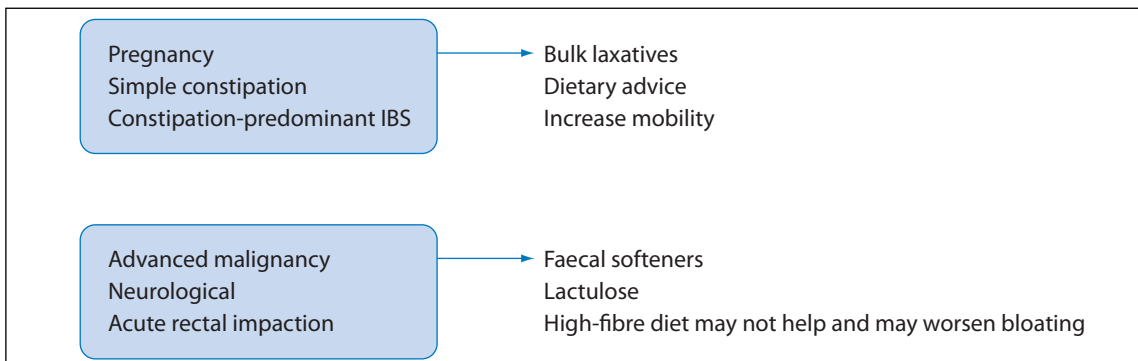 Pregnancy
Simple constipation
Constipation-predominant IBS
Bulk laxatives
Dietary advice
Increase mobility
Advanced malignancy
Neurological
Acute rectal impaction
Faecal softeners
Lactulose
High-fibre diet may not help and may worsen bloating